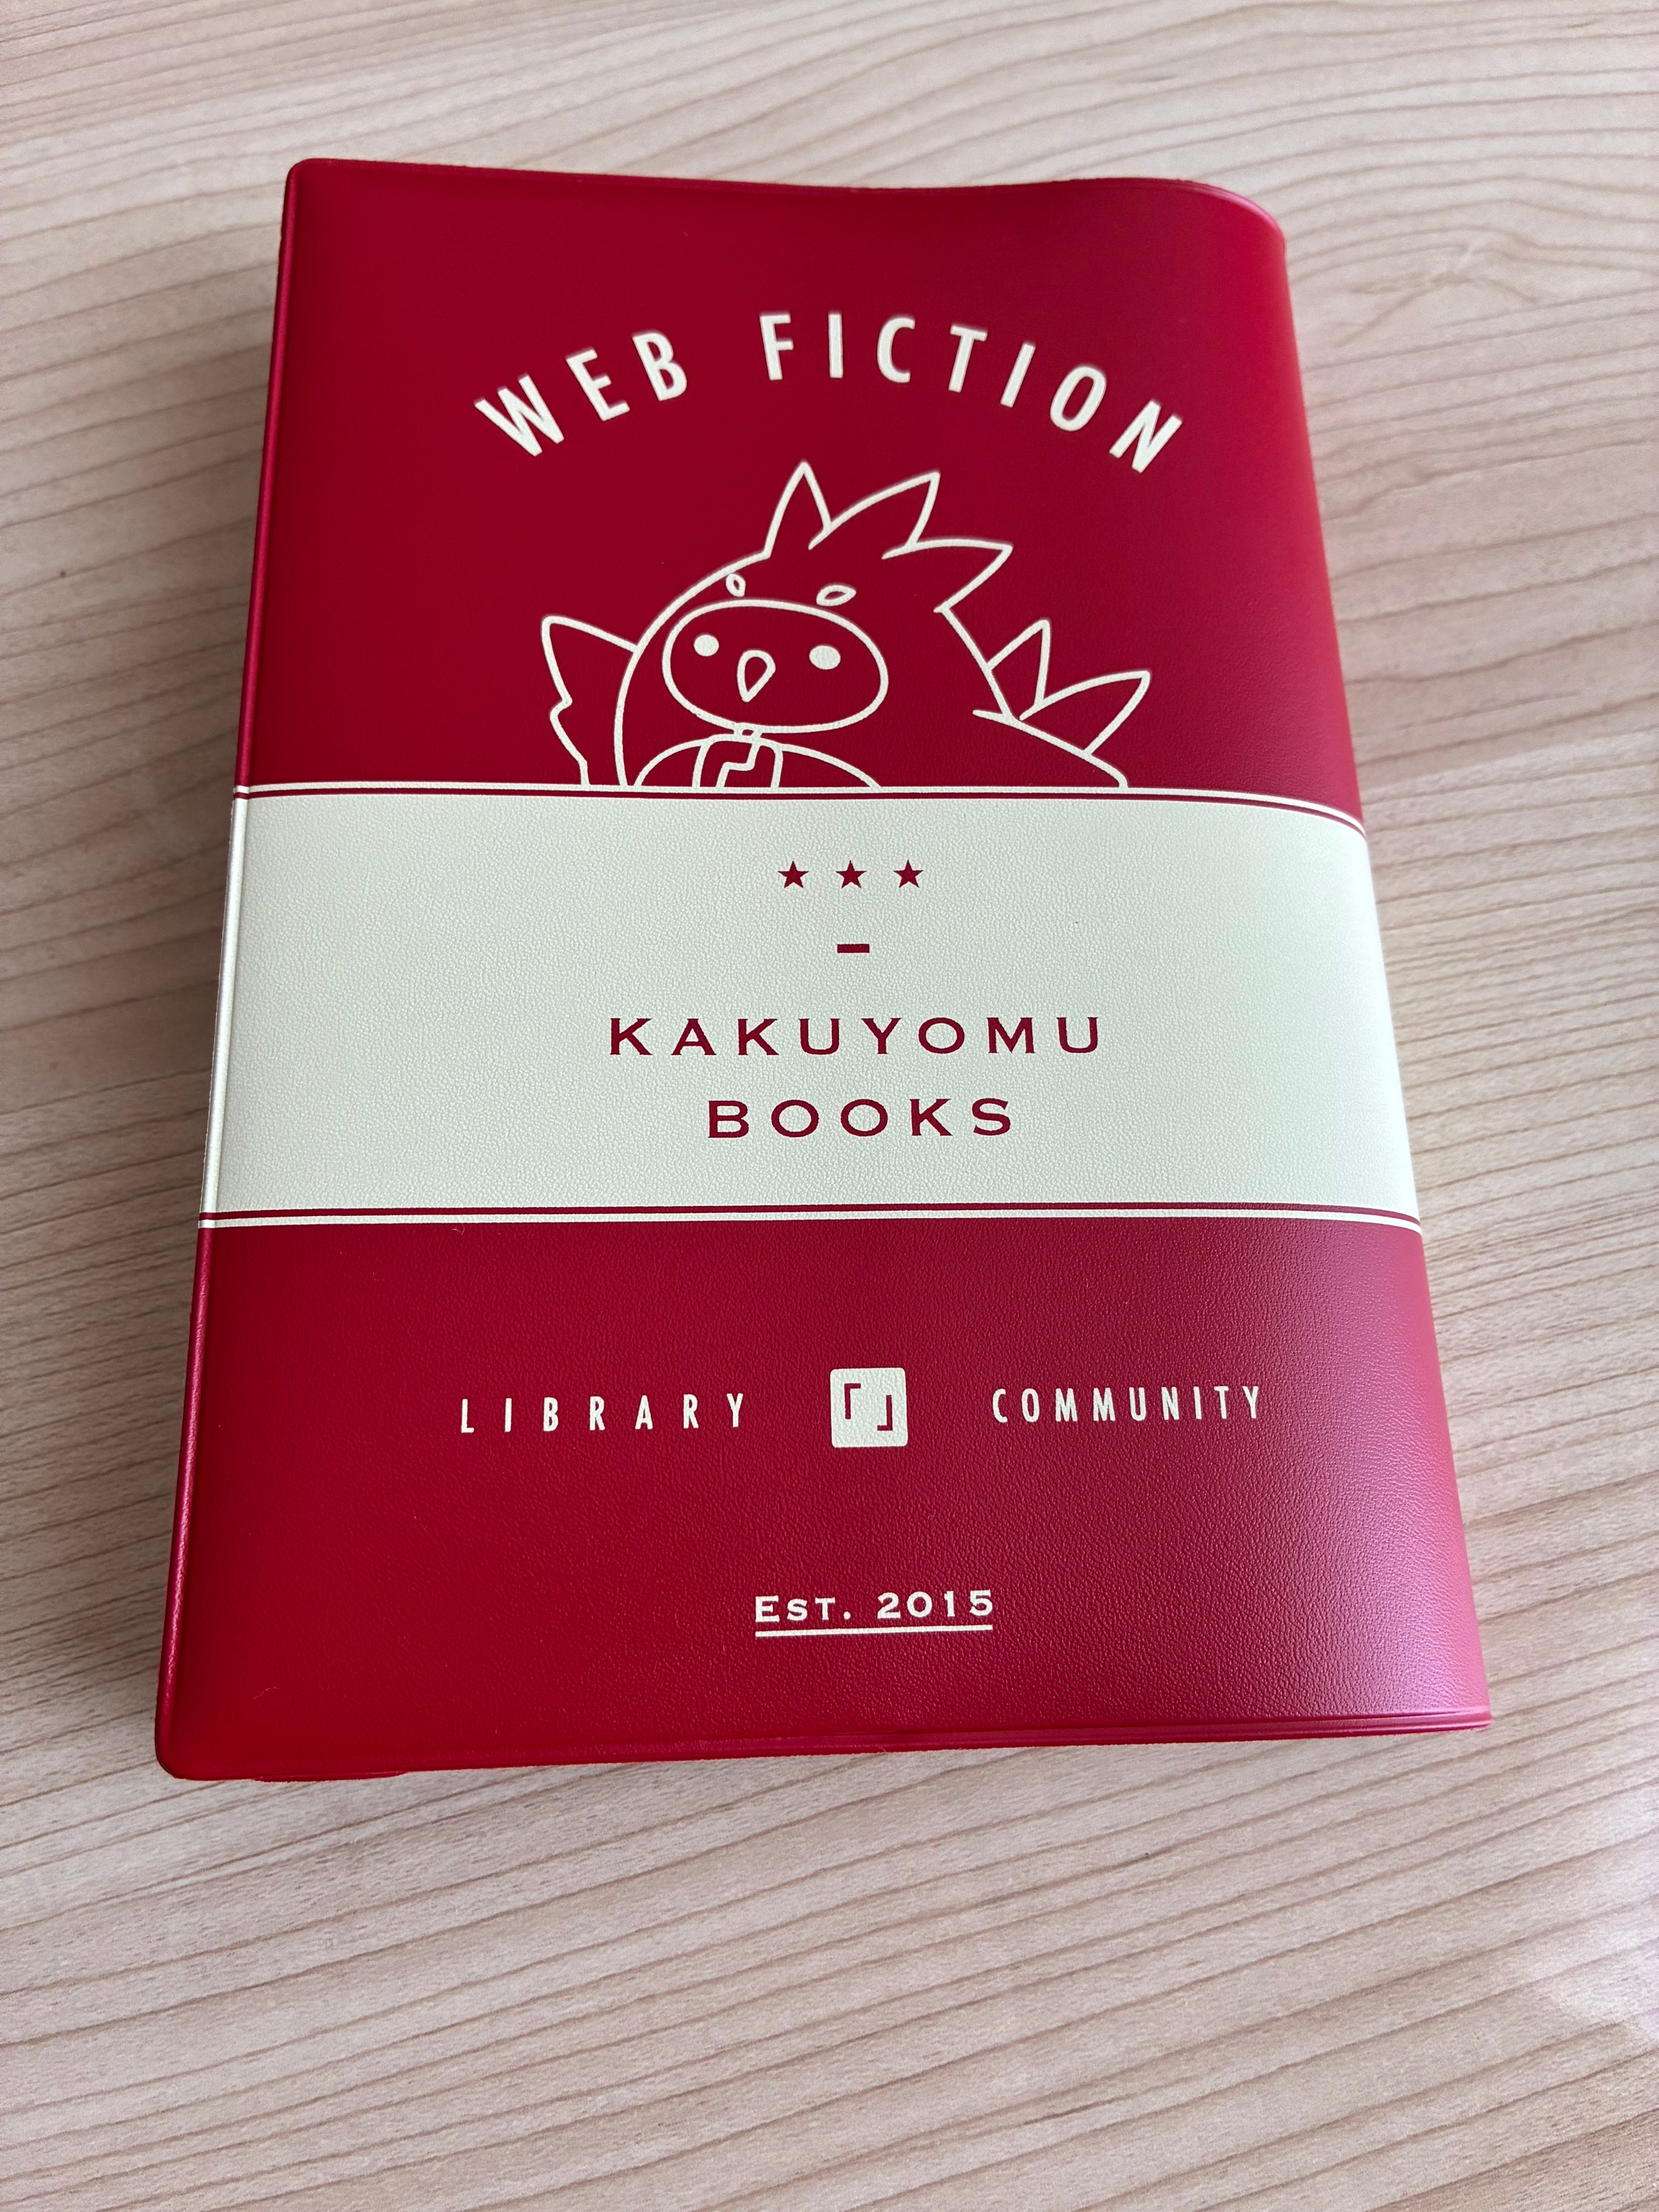 WEB FICTION
★ ★ ★
KAKUYOMU
BOOKS
LIBRARY 「」 COMMUNITY
EST. 2015